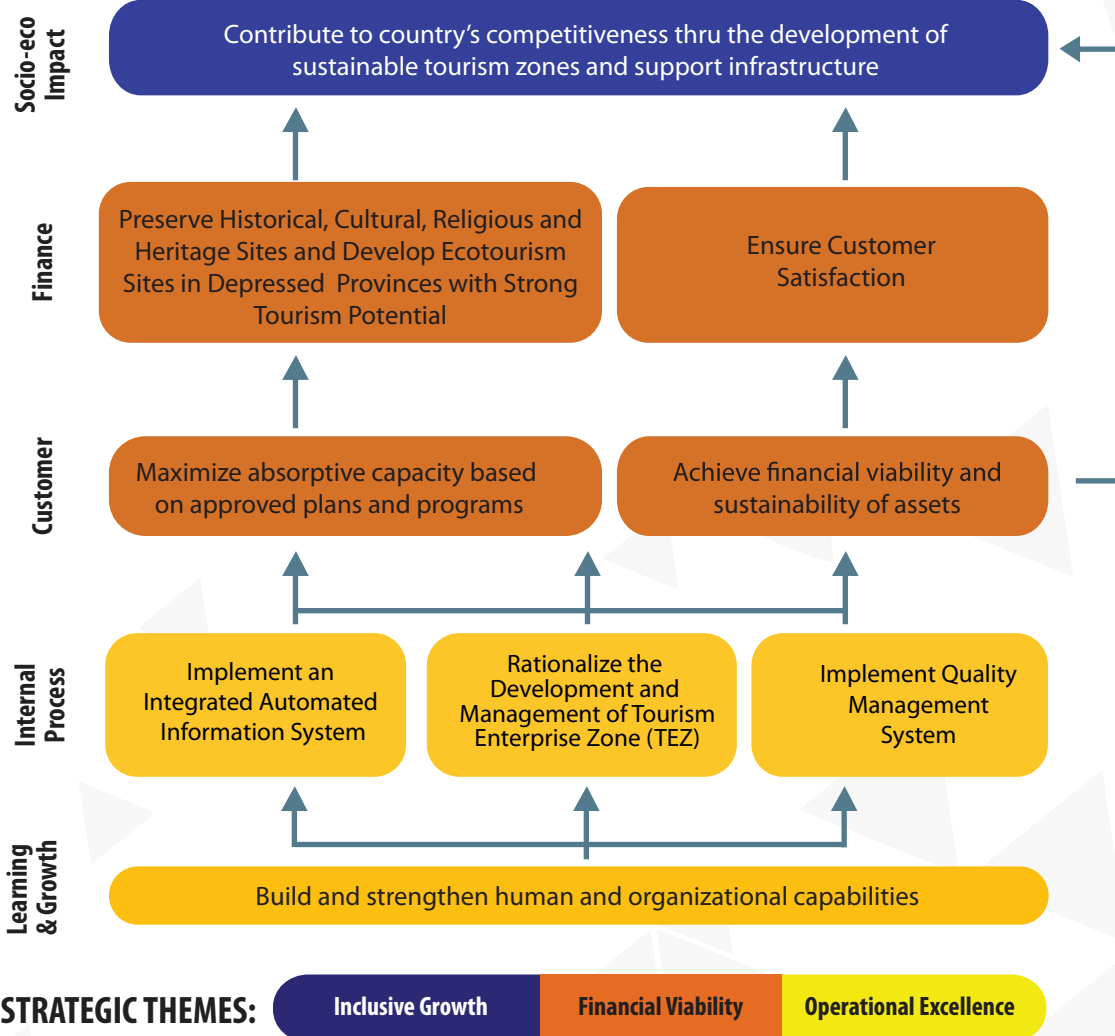 Socio-eco
Impact
Contribute to country’s competitiveness thru the development of
sustainable tourism zones and support infrastructure
Finance
Preserve Historical, Cultural, Religious and
Heritage Sites and Develop Ecotourism
Sites in Depressed Provinces with Strong
Tourism Potential
Ensure Customer
Satisfaction
Customer
Maximize absorptive capacity based
on approved plans and programs
Achieve financial viability and
sustainability of assets
Internal
Process
Implement an
Integrated Automated
Information System
Rationalize the
Development and
Management of Tourism
Enterprise Zone (TEZ)
Implement Quality
Management
System
Learning
& Growth
Build and strengthen human and organizational capabilities
STRATEGIC THEMES:
Inclusive Growth
Financial Viability
Operational Excellence